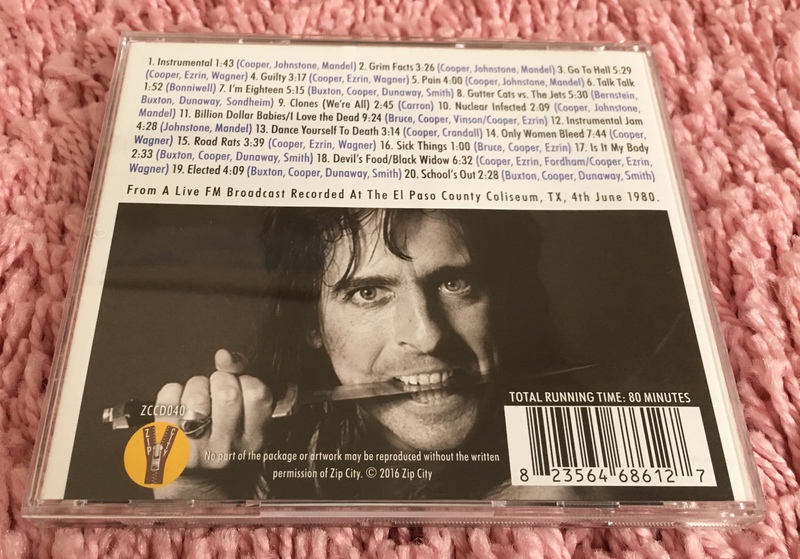 1. Instrumental 1:43 (Cooper, Johnstone, Mandel) 2. Grim Facts 3:26 (Cooper, Johnstone, Mandel) 3. Go To Hell 5:29
(Cooper, Ezrin, Wagner) 4. Guilty 3:17 (Cooper, Ezrin, Wagner) 5. Pain 4:00 (Cooper, Johnstone, Mandel) 6. Talk Talk
1:52 (Bonniwell) 7. I'm Eighteen 5:15 (Buxton, Cooper, Dunaway, Smith) 8. Gutter Cats vs. The Jets 5:30 (Bernstein,
Buxton, Dunaway, Sondheim) 9. Clones (We're All) 2:45 (Carron) 10. Nuclear Infected 2:09 (Cooper, Johnstone,
Mandel) 11. Billion Dollar Babies/I Love the Dead 9:24 (Bruce, Cooper, Vinson/Cooper, Ezrin) 12. Instrumental Jam
4:28 (Johnstone, Mandel) 13. Dance Yourself To Death 3:14 (Cooper, Crandall) 14. Only Women Bleed 7:44 (Cooper,
Wagner) 15. Road Rats 3:39 (Cooper, Ezrin, Wagner) 16. Sick Things 1:00 (Bruce, Cooper, Ezrin) 17. Is It My Body
2:33 (Buxton, Cooper, Dunaway, Smith) 18. Devil's Food/Black Widow 6:32 (Cooper, Ezrin, Fordham/Cooper, Ezrin,
Wagner) 19. Elected 4:09 (Buxton, Cooper, Dunaway, Smith) 20. School's Out 2:28 (Buxton, Cooper, Dunaway, Smith)
From A Live FM Broadcast Recorded At The El Paso County Coliseum, TX, 4th June 1980.
TOTAL RUNNING TIME: 80 MINUTES
ZCCD040
ZIP CITY
No part of the package or artwork may be reproduced without the written
permission of Zip City. © 2016 Zip City
8 23564 68612 7